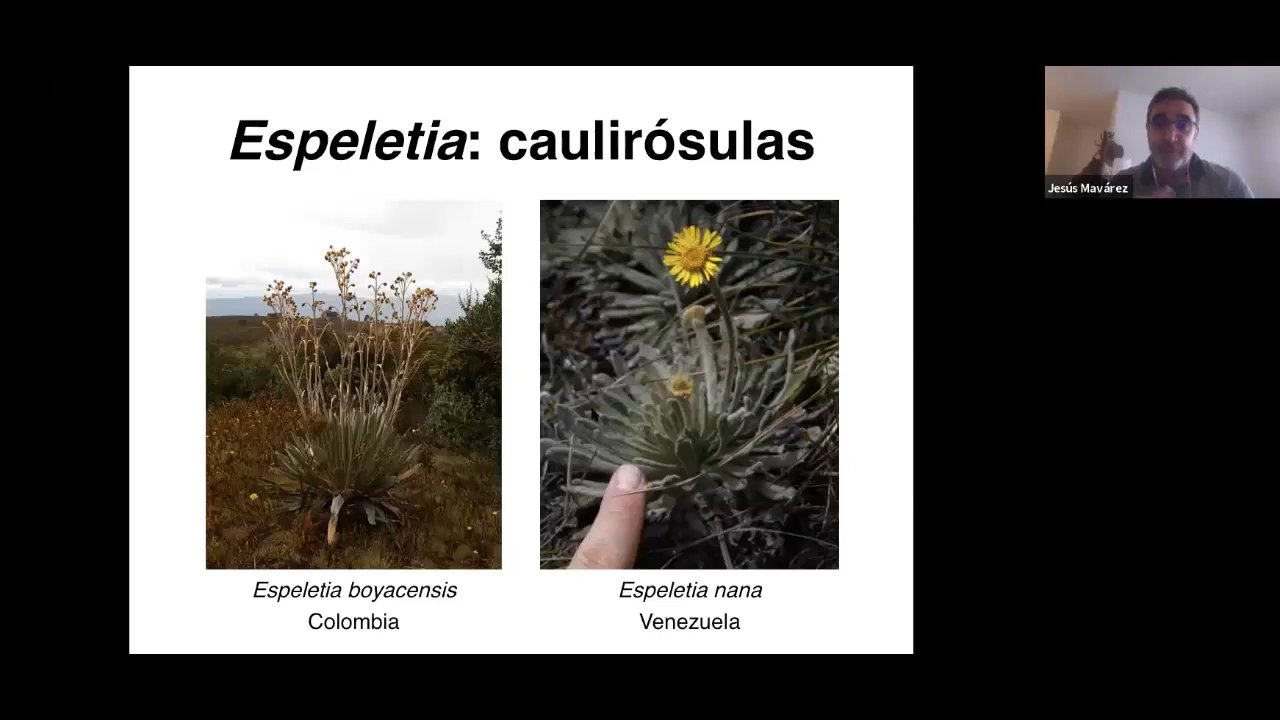 Espeletia: caulirósulas
Jesús Mavárez
Espeletia boyacensis
Colombia
Espeletia nana
Venezuela